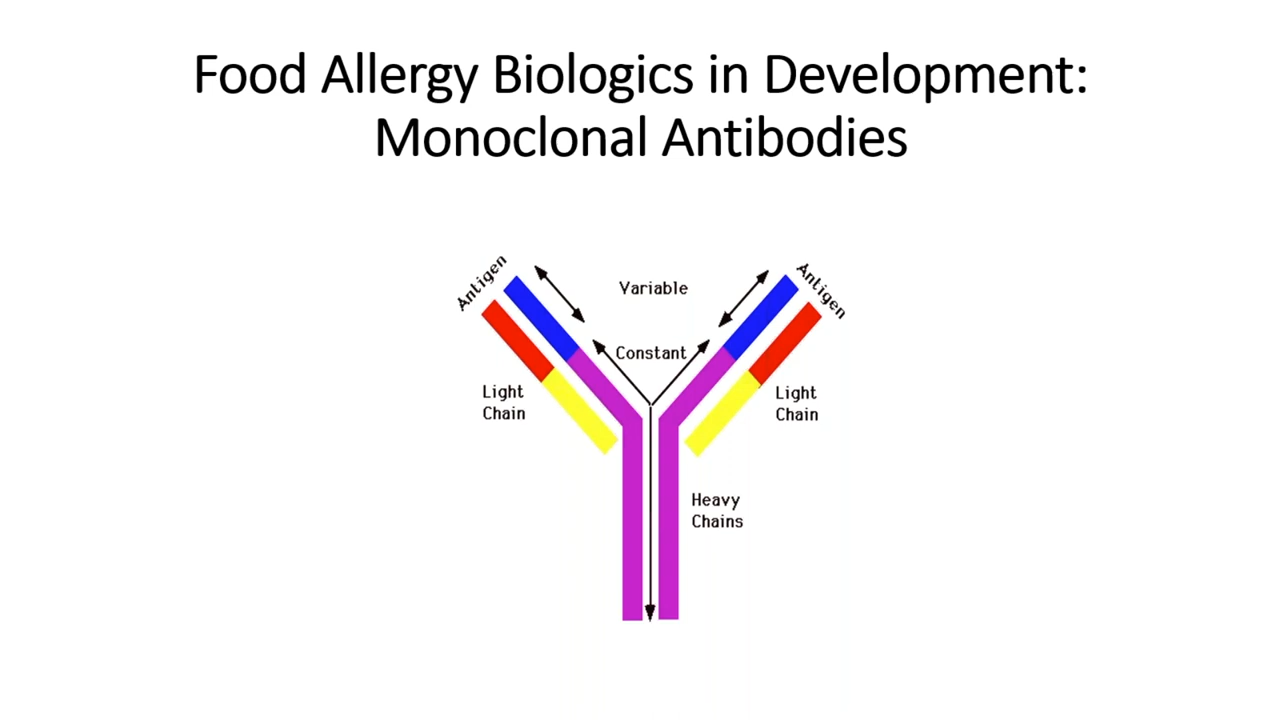 Food Allergy Biologics in Development:
Monoclonal Antibodies
Antigen
Antigen
Variable
Constant
Light
Chain
Light
Chain
Heavy
Chains